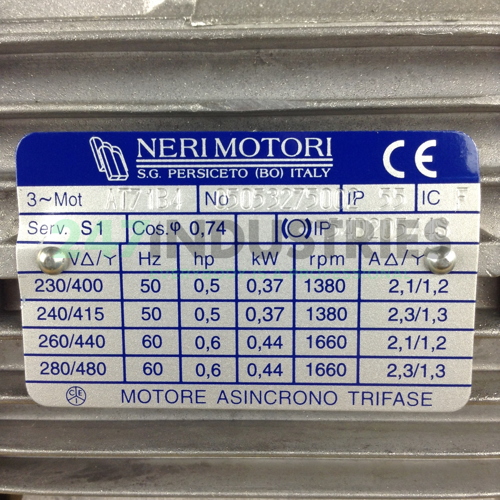 NERI MOTORI
S.G. PERSICETO (BO) ITALY
CE
3~Mot AT71B4 No IP 55 IC F
Serv. S1 Cos.φ 0,74 IP
247 INDUSTRIES
V△/Y Hz hp kW rpm A△/Y
230/400 50 0,5 0,37 1380 2,1/1,2
240/415 50 0,5 0,37 1380 2,3/1,3
260/440 60 0,6 0,44 1660 2,1/1,2
280/480 60 0,6 0,44 1660 2,3/1,3
MOTORE ASINCRONO TRIFASE